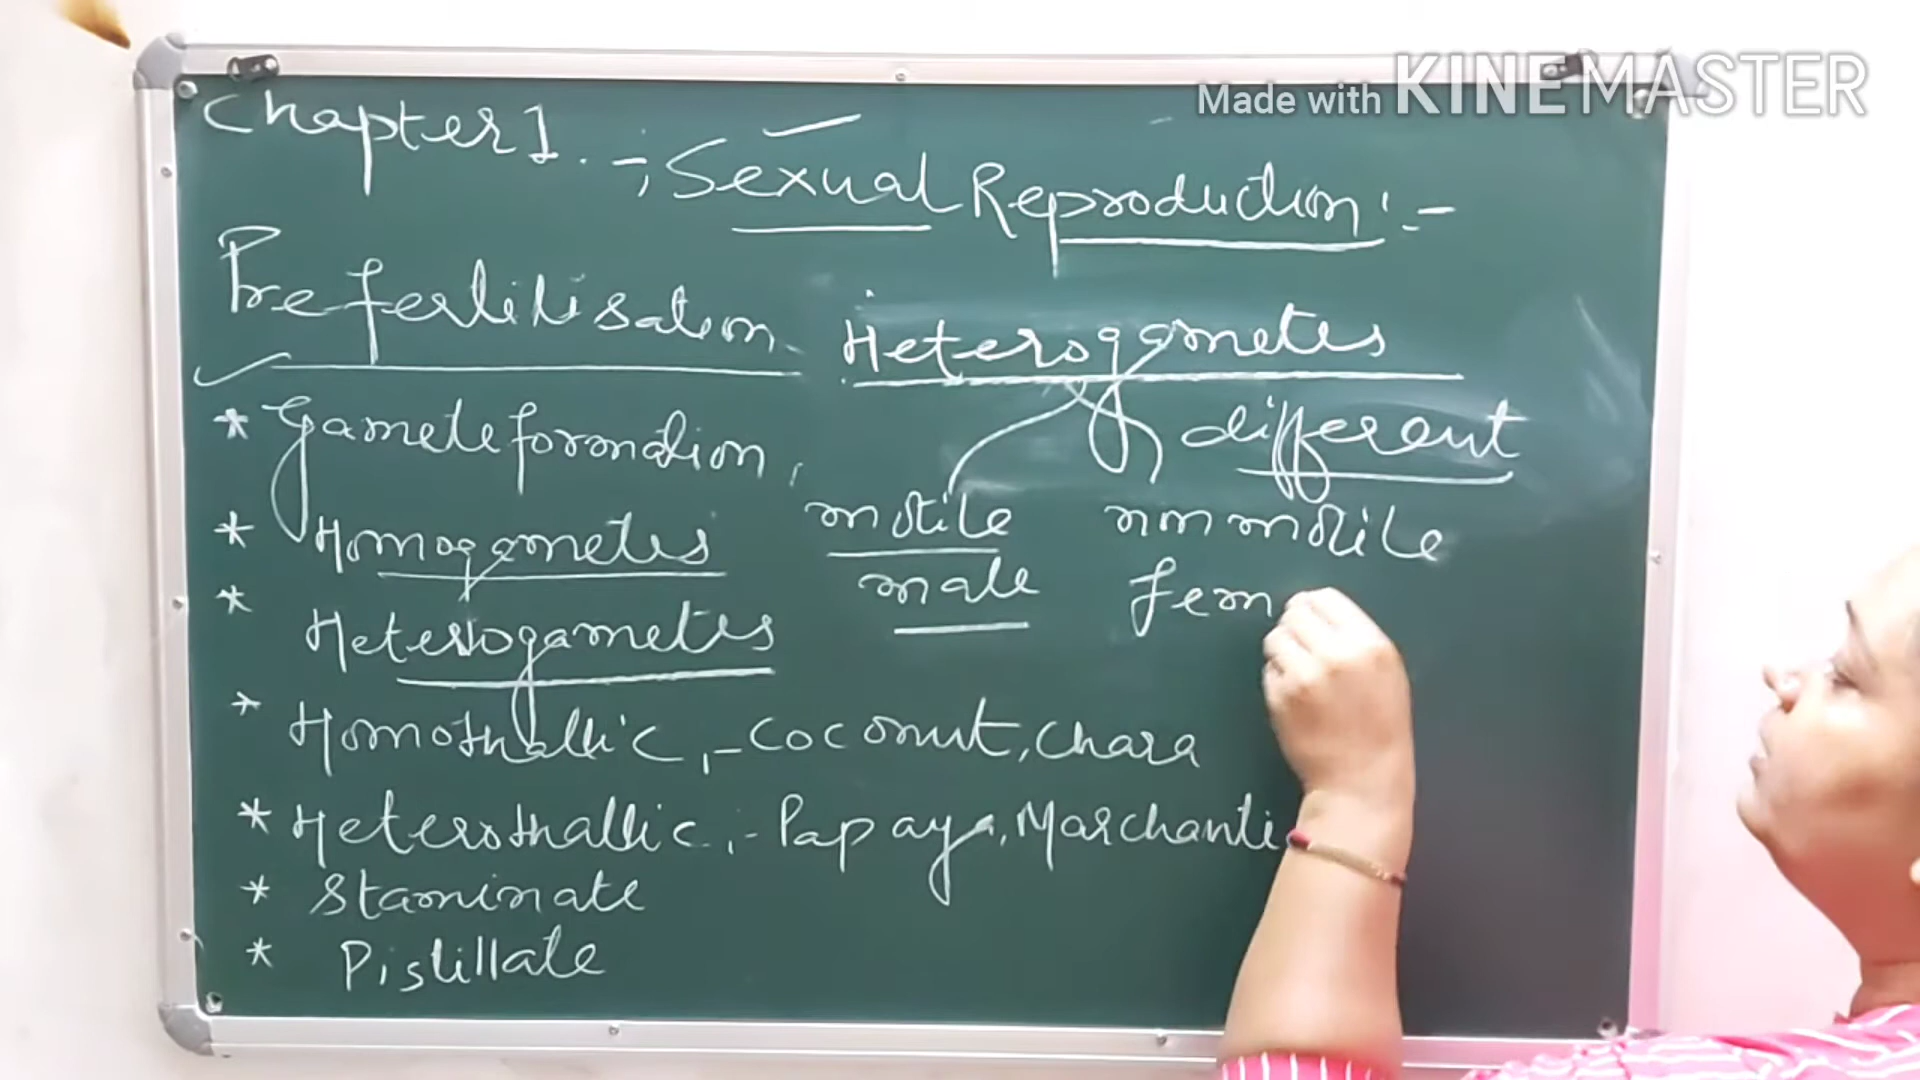 Made with KINEMASTER
Chapter 1. -; Sexual Reproduction :-
Pre fertilisation
* Gamete formation,
* Homogametes
* Heterogametes
* Homothallic, - Coconut, Chara
* Heterothallic, - Papaya, Marchanti
* Staminate
* Pistillate
Heterogametes
different
motile nonmotile
male fem